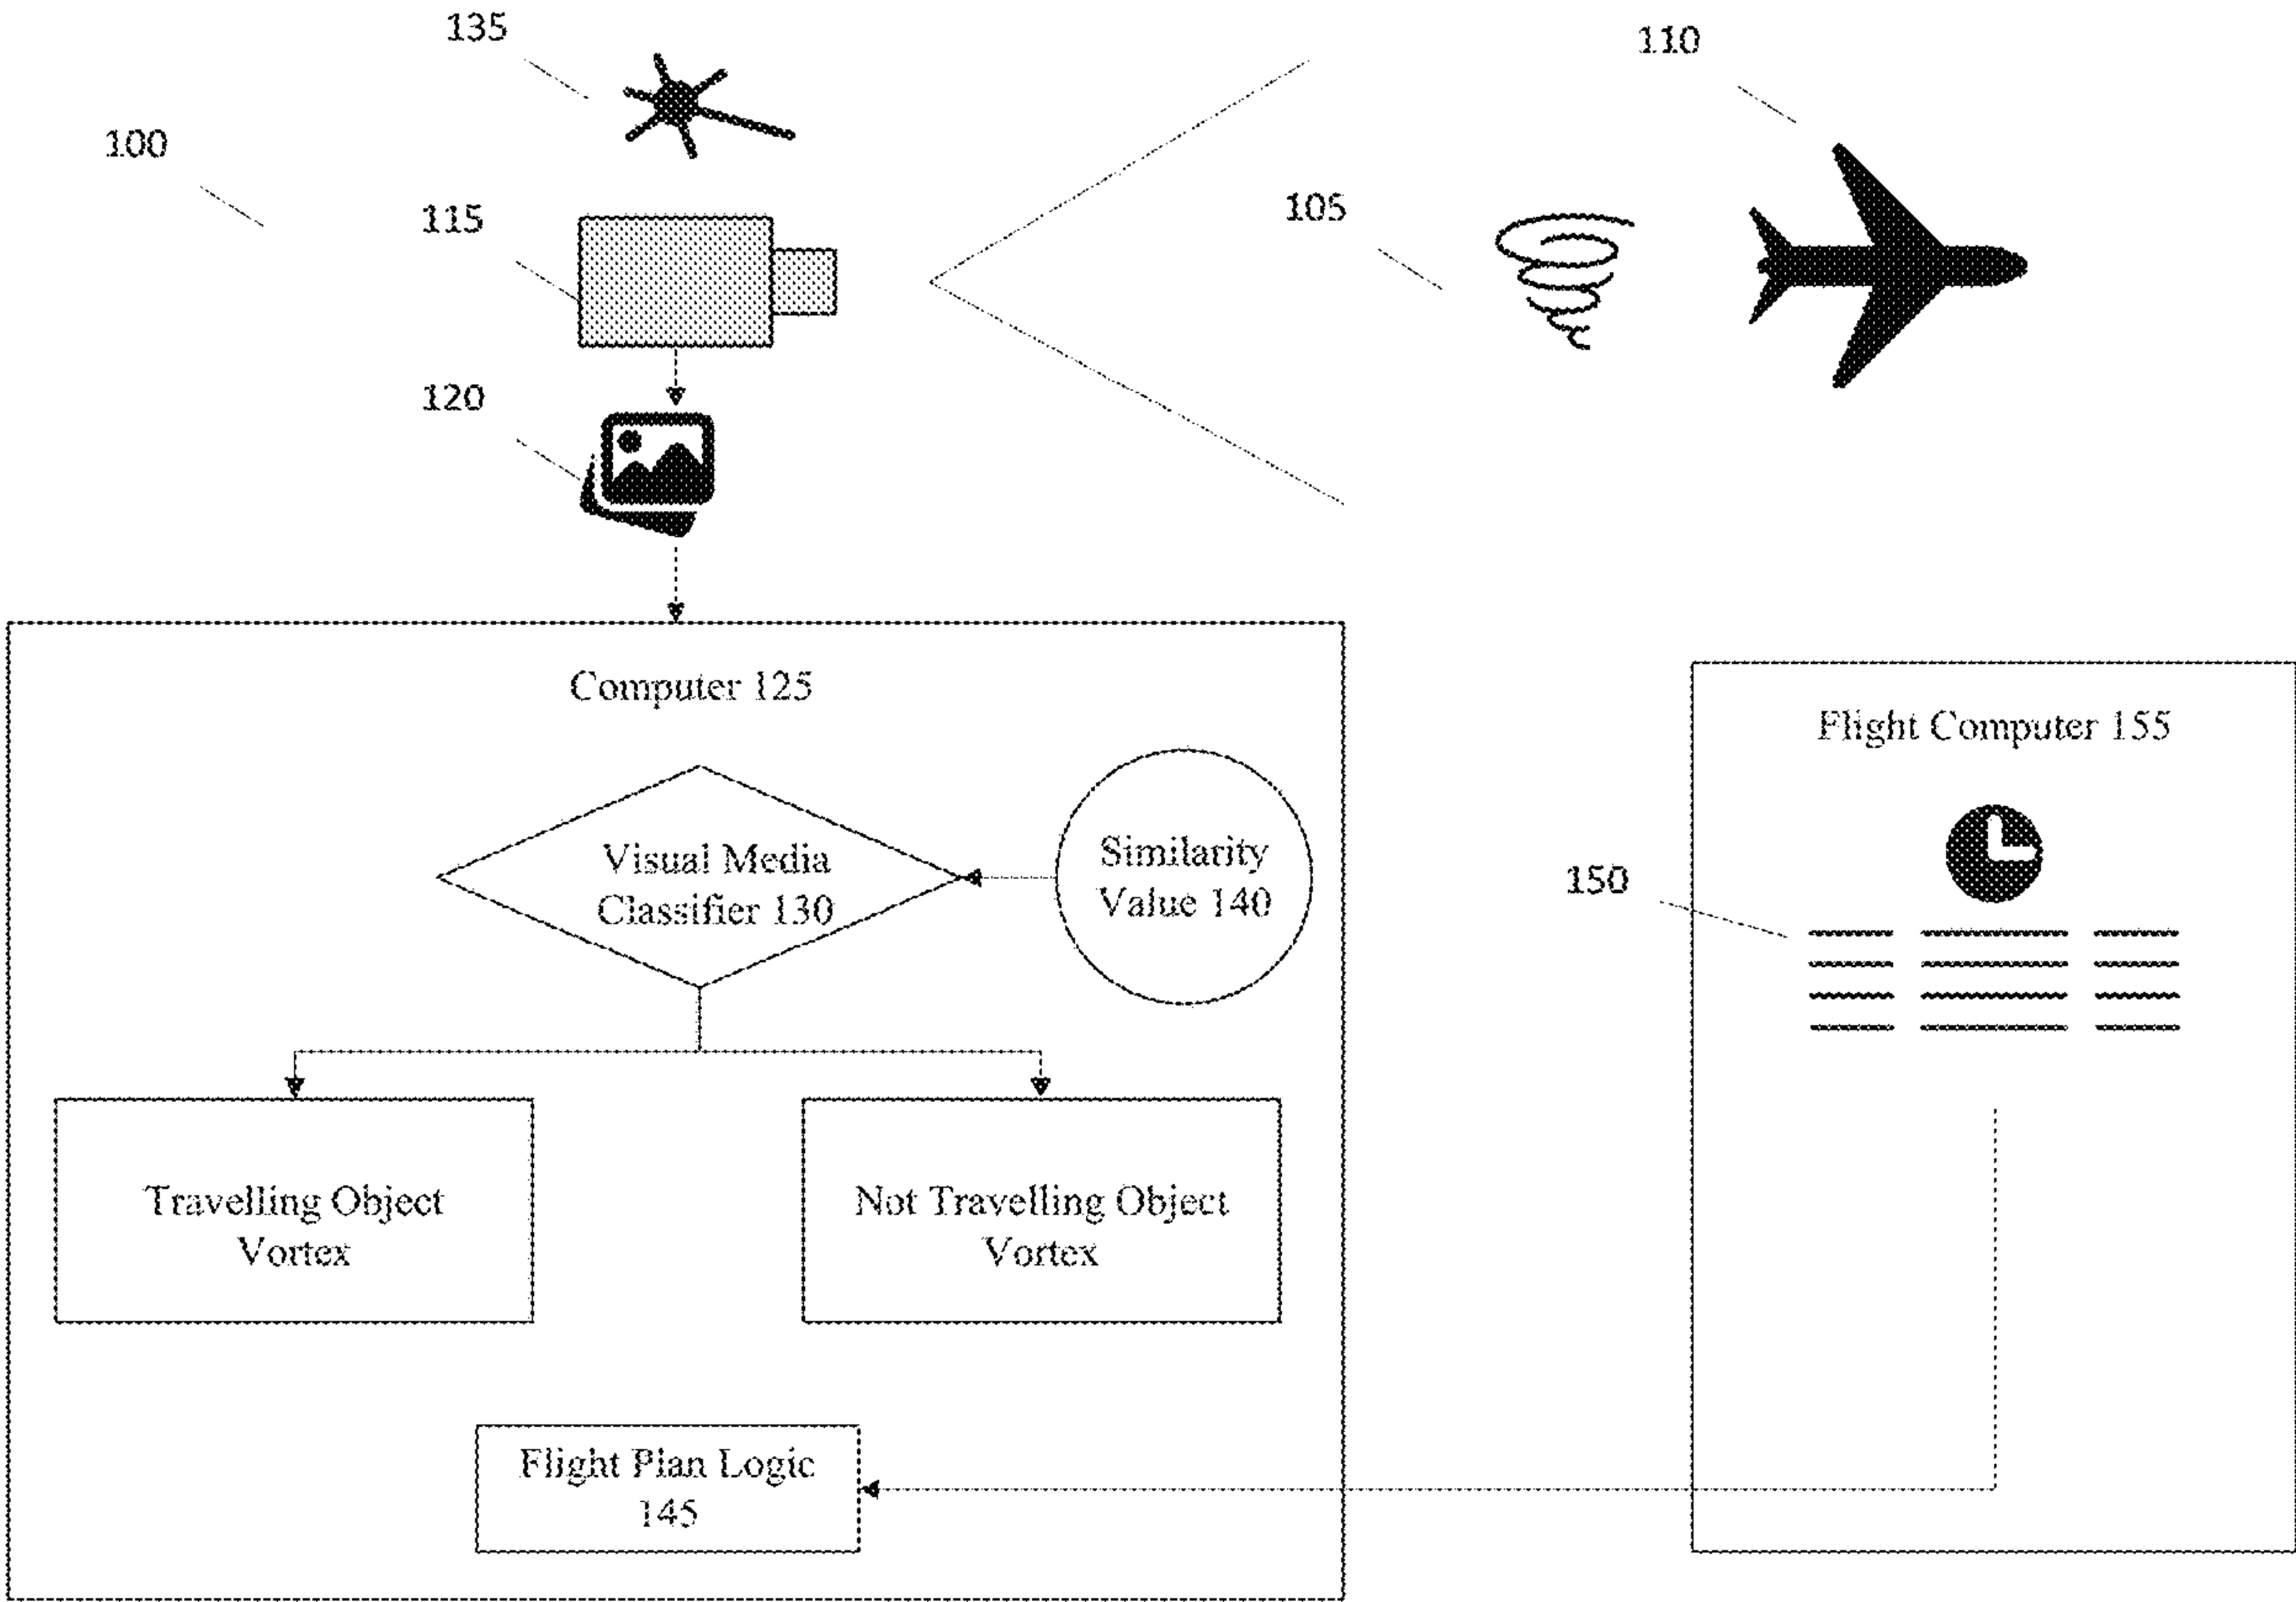 135
110
100
115
105
120
Computer 125
Flight Computer 155
Visual Media
Classifier 130
Similarity
Value 140
150
Travelling Object
Vortex
Not Travelling Object
Vortex
Flight Plan Logic
145